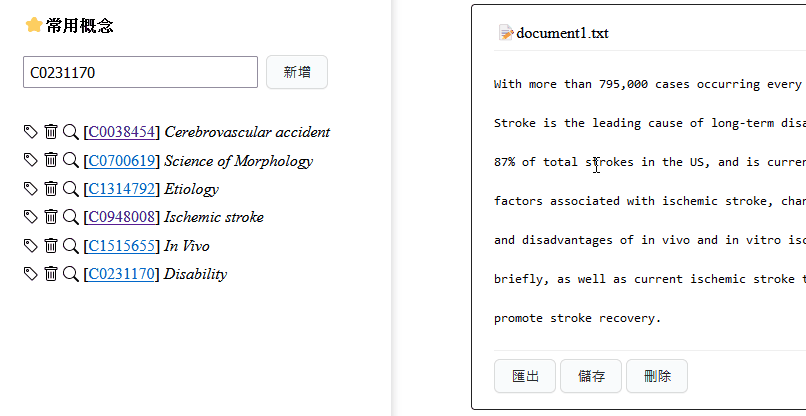 常用概念
C0231170
新增
[C0038454] Cerebrovascular accident
[C0700619] Science of Morphology
[C1314792] Etiology
[C0948008] Ischemic stroke
[C1515655] In Vivo
[C0231170] Disability
document1.txt
With more than 795,000 cases occurring every
Stroke is the leading cause of long-term disa
87% of total strokes in the US, and is curren
factors associated with ischemic stroke, chan
and disadvantages of in vivo and in vitro isc
briefly, as well as current ischemic stroke t
promote stroke recovery.
匯出
儲存
刪除